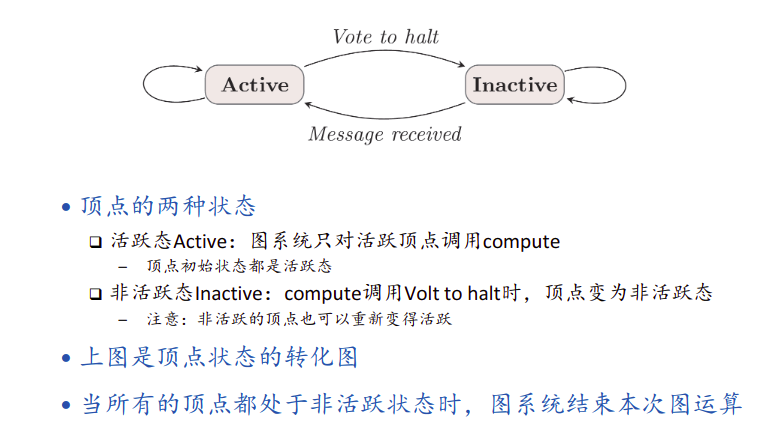 Vote to halt
Active
Inactive
Message received
• 顶点的两种状态
❑ 活跃态Active：图系统只对活跃顶点调用compute
– 顶点初始状态都是活跃态
❑ 非活跃态Inactive：compute调用Volt to halt时，顶点变为非活跃态
– 注意：非活跃的顶点也可以重新变得活跃
• 上图是顶点状态的转化图
• 当所有的顶点都处于非活跃状态时，图系统结束本次图运算